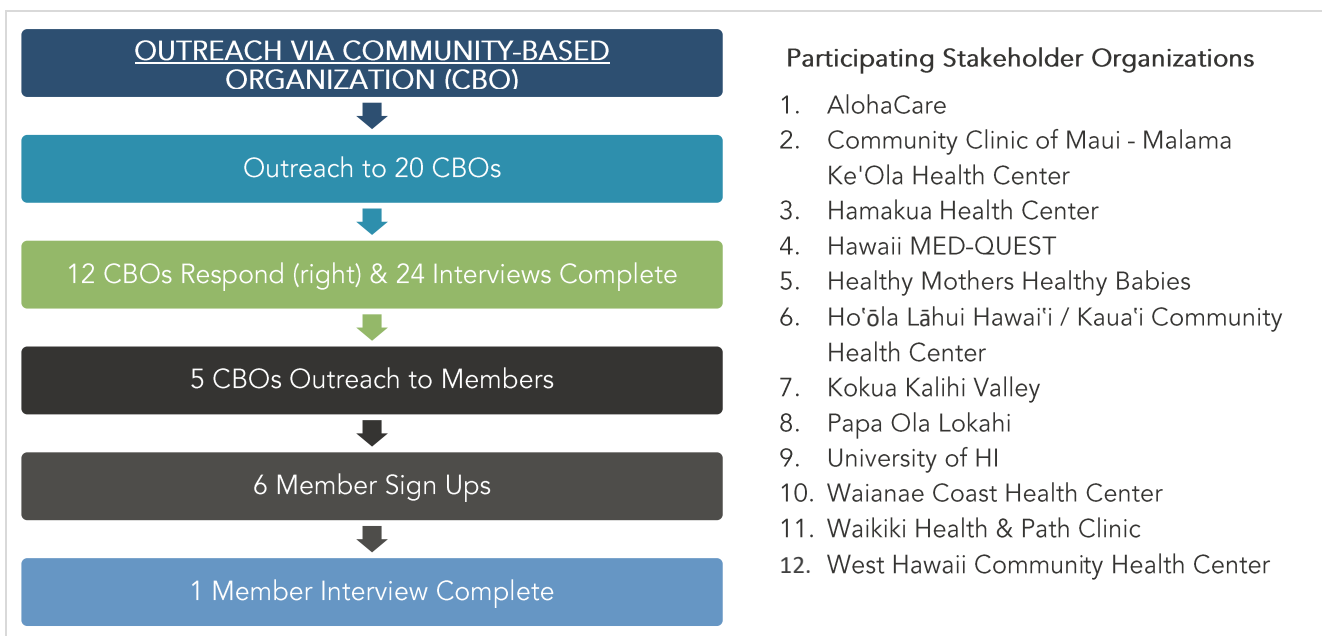 OUTREACH VIA COMMUNITY-BASED
ORGANIZATION (CBO)
Outreach to 20 CBOs
12 CBOs Respond (right) & 24 Interviews Complete
5 CBOs Outreach to Members
6 Member Sign Ups
1 Member Interview Complete
Participating Stakeholder Organizations
1. AlohaCare
2. Community Clinic of Maui - Malama
Ke'Ola Health Center
3. Hamakua Health Center
4. Hawaii MED-QUEST
5. Healthy Mothers Healthy Babies
6. Hoʻōla Lāhui Hawaiʻi / Kauaʻi Community
Health Center
7. Kokua Kalihi Valley
8. Papa Ola Lokahi
9. University of HI
10. Waianae Coast Health Center
11. Waikiki Health & Path Clinic
12. West Hawaii Community Health Center